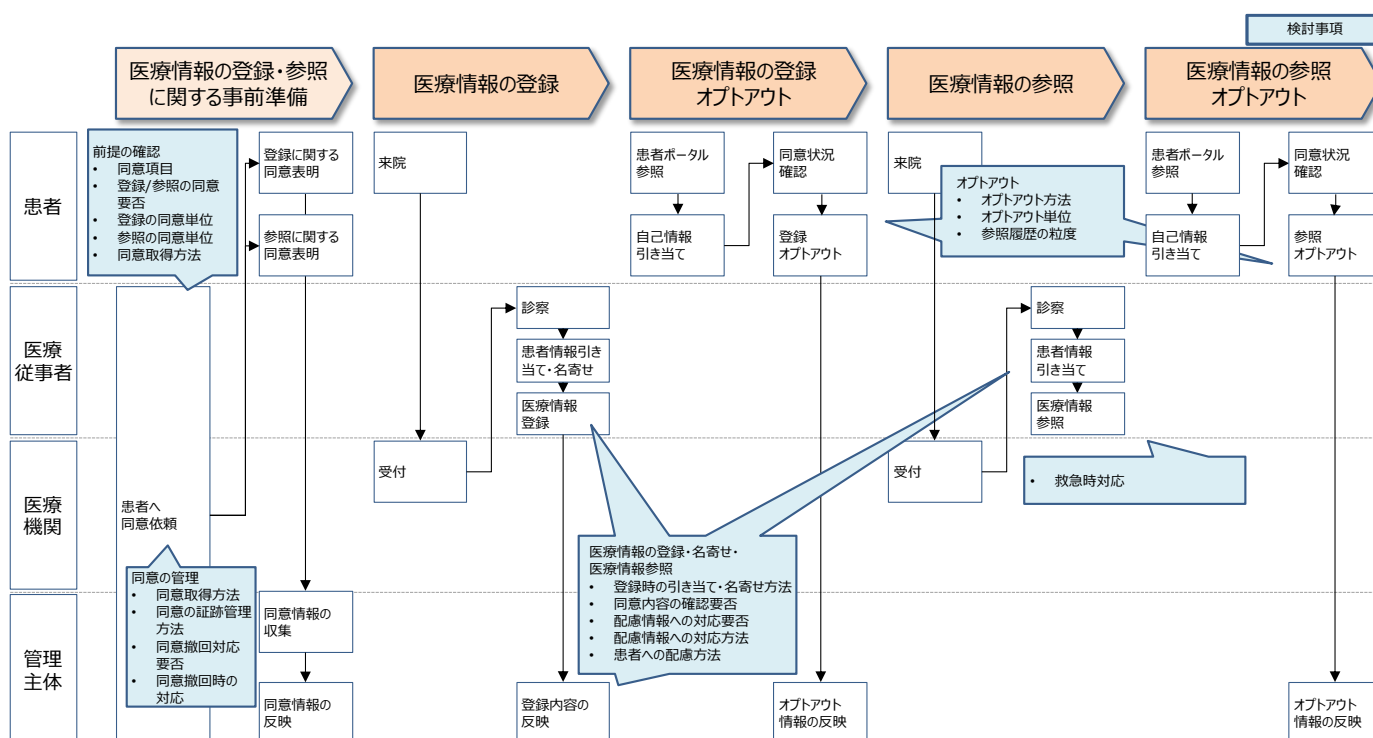 検討事項
医療情報の登録・参照
に関する事前準備
医療情報の登録
医療情報の登録
オプトアウト
医療情報の参照
医療情報の参照
オプトアウト
患者
前提の確認
• 同意項目
• 登録/参照の同意
要否
• 登録の同意単位
• 参照の同意単位
• 同意取得方法
登録に関する
同意表明
参照に関する
同意表明
来院
患者ポータル
参照
同意状況
確認
自己情報
引き当て
登録
オプトアウト
来院
オプトアウト
• オプトアウト方法
• オプトアウト単位
• 参照履歴の粒度
患者ポータル
参照
同意状況
確認
自己情報
引き当て
参照
オプトアウト
医療
従事者
診察
患者情報引き
当て・名寄せ
医療情報
登録
診察
患者情報
引き当て
医療情報
参照
医療
機関
患者へ
同意依頼
受付
受付
• 救急時対応
医療情報の登録・名寄せ・
医療情報参照
• 登録時の引き当て・名寄せ方法
• 同意内容の確認要否
• 配慮情報への対応要否
• 配慮情報への対応方法
• 患者への配慮方法
管理
主体
同意の管理
• 同意取得方法
• 同意の証跡管理
方法
• 同意撤回対応
要否
• 同意撤回時の
対応
同意情報の
収集
同意情報の
反映
登録内容の
反映
オプトアウト
情報の反映
オプトアウト
情報の反映